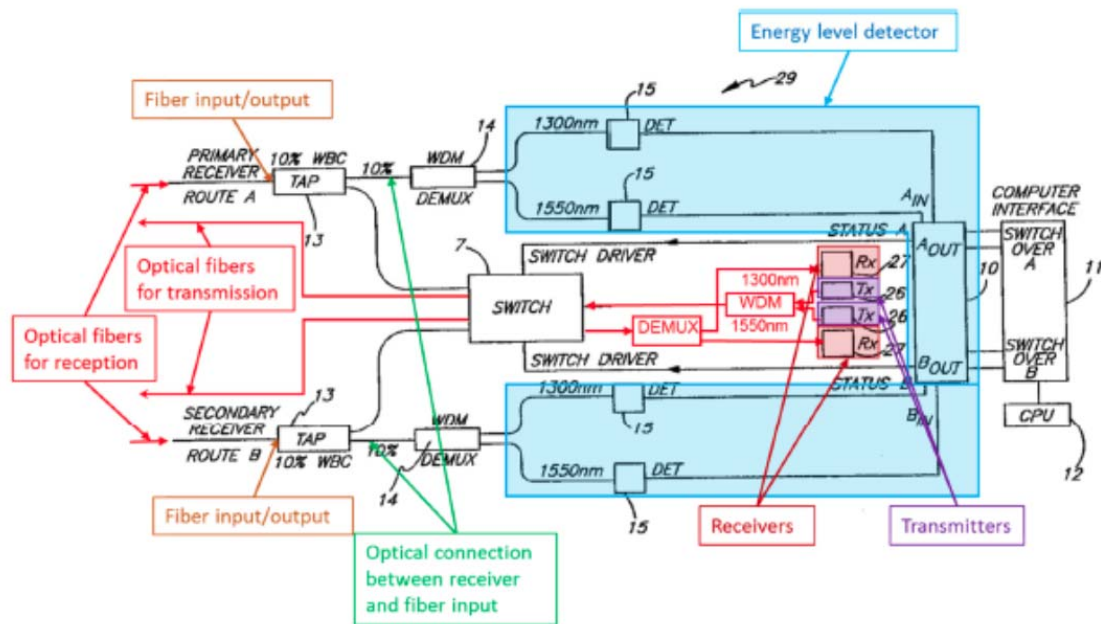 Energy level detector
29
Fiber input/output
15
14
1300nm
DET
10% WBC
10%
WDM
PRIMARY
RECEIVER
TAP
ROUTE A
DEMUX
15
13
1550nm
DET
A IN
COMPUTER
INTERFACE
STATUS A
7
SWITCH DRIVER
A OUT
SWITCH
OVER
A
10
11
Optical fibers
for transmission
Rx
27
1300nm
Tx
26
SWITCH
WDM
Tx
26
1550nm
DEMUX
Rx
27
Optical fibers
for reception
SWITCH DRIVER
B OUT
SWITCH
OVER
B
STATUS B
13
1300nm
DET
B IN
SECONDARY
RECEIVER
WDM
15
CPU
TAP
10%
DEMUX
12
ROUTE B
10% WBC
14
1550nm
DET
15
Fiber input/output
Receivers
Transmitters
Optical connection
between receiver
and fiber input